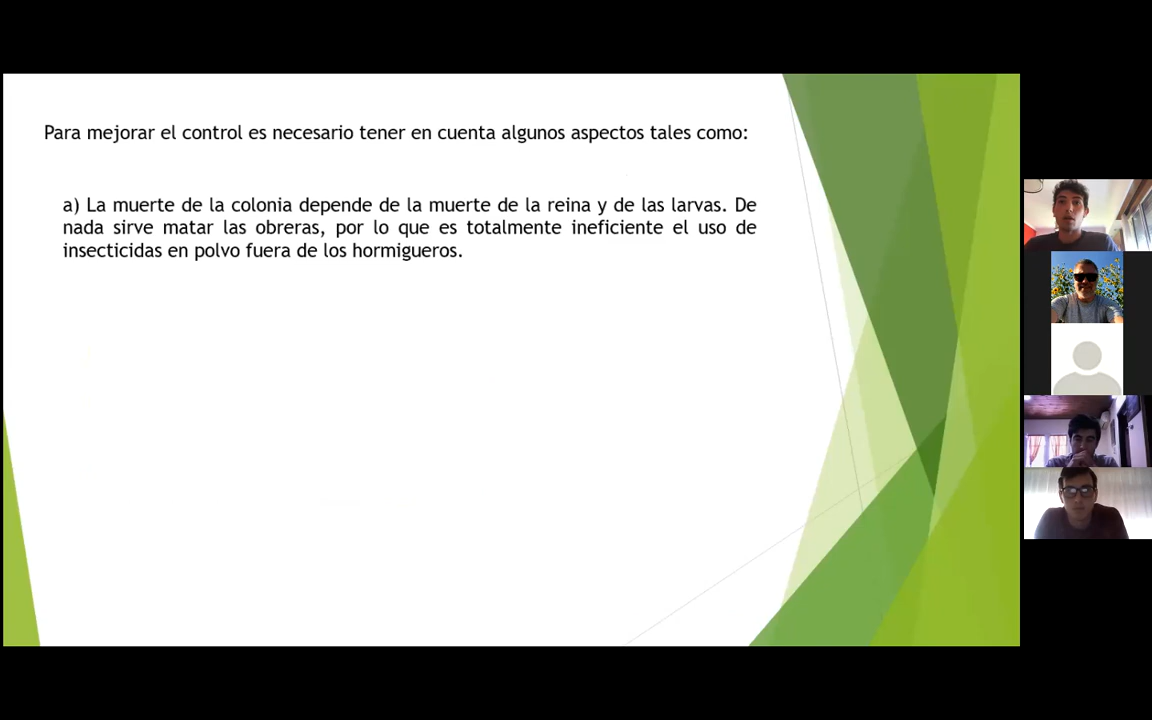 Para mejorar el control es necesario tener en cuenta algunos aspectos tales como:
a) La muerte de la colonia depende de la muerte de la reina y de las larvas. De
nada sirve matar las obreras, por lo que es totalmente ineficiente el uso de
insecticidas en polvo fuera de los hormigueros.